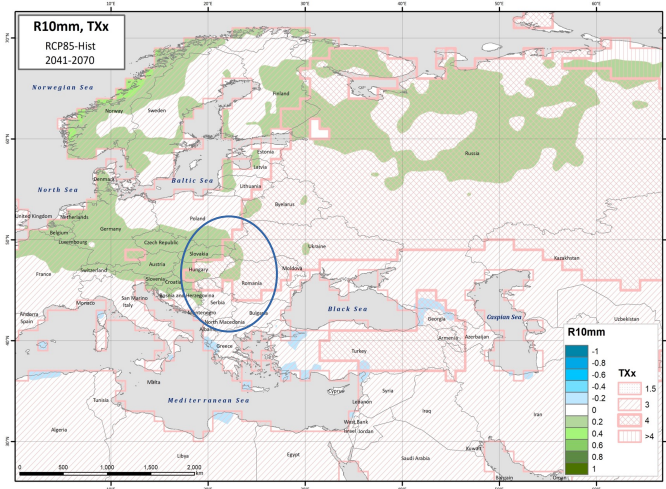 R10mm, TXx
RCP85-Hist
2041-2070
Norwegian Sea
Norway
Sweden
Finland
Russia
Estonia
Latvia
Lithuania
Baltic Sea
Denmark
North Sea
United Kingdom
Netherlands
Belgium
Luxembourg
Germany
Poland
Byelarus
Czech Republic
Slovakia
Ukraine
Kazakhstan
France
Switzerland
Austria
Hungary
Moldova
Slovenia
Croatia
Romania
Monaco
San Marino
Italy
Bosnia and Herzegovina
Serbia
Montenegro
Bulgaria
North Macedonia
Albania
Black Sea
Georgia
Caspian Sea
Uzbekistan
Andorra
Spain
Greece
Turkey
Armenia
Azerbaijan
Malta
Cyprus
Syria
Lebanon
Mediterranean Sea
West Bank
Israel
Jordan
Iraq
Iran
Tunisia
Algeria
Libya
Egypt
Saudi Arabia
Kuwait
Bahrain
Oman
0 500 1,000 1,500 2,000
km
R10mm
-1
-0.8
-0.6
-0.4
-0.2
0
0.2
0.4
0.6
0.8
1
TXx
1.5
3
4
>4